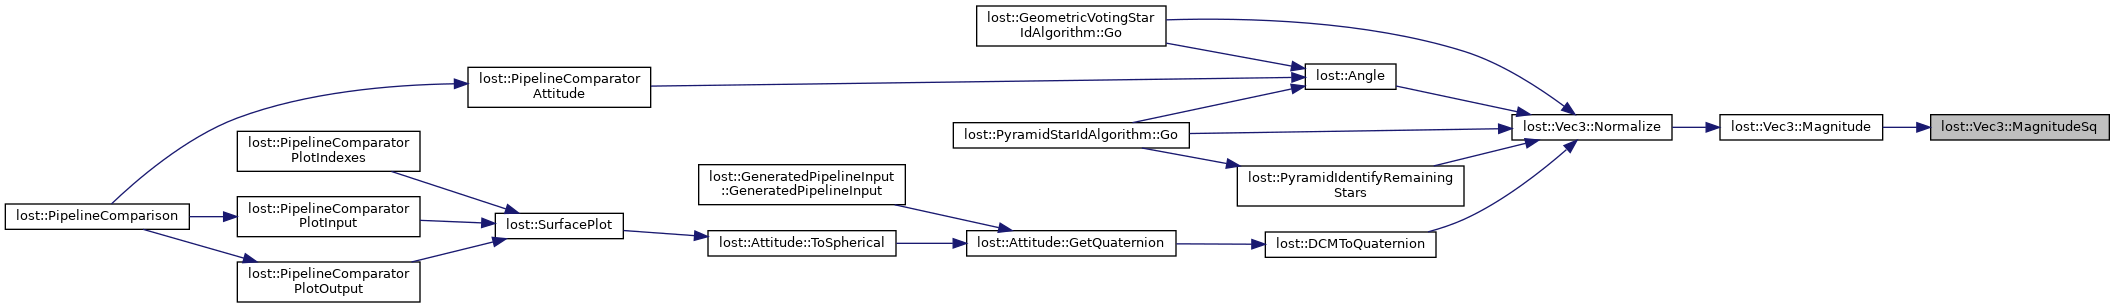 lost::GeometricVotingStar
IdAlgorithm::Go
lost::PipelineComparator
Attitude
lost::Angle
lost::PyramidStarIdAlgorithm::Go
lost::Vec3::Normalize
lost::Vec3::Magnitude
lost::Vec3::MagnitudeSq
lost::PipelineComparator
PlotIndexes
lost::GeneratedPipelineInput
::GeneratedPipelineInput
lost::PyramidIdentifyRemaining
Stars
lost::PipelineComparison
lost::PipelineComparator
PlotInput
lost::SurfacePlot
lost::Attitude::ToSpherical
lost::Attitude::GetQuaternion
lost::DCMToQuaternion
lost::PipelineComparator
PlotOutput